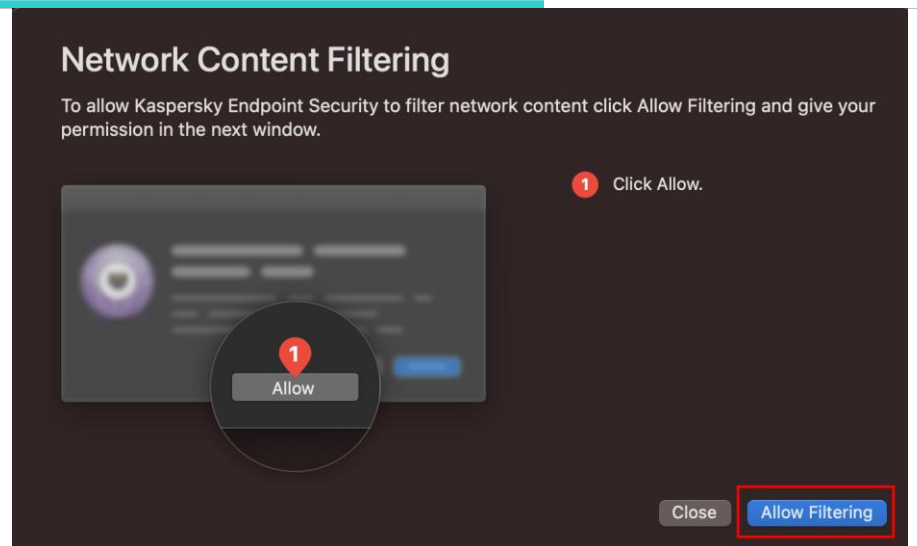 Network Content Filtering
To allow Kaspersky Endpoint Security to filter network content click Allow Filtering and give your
permission in the next window.
1 Click Allow.
1
Allow
Close Allow Filtering